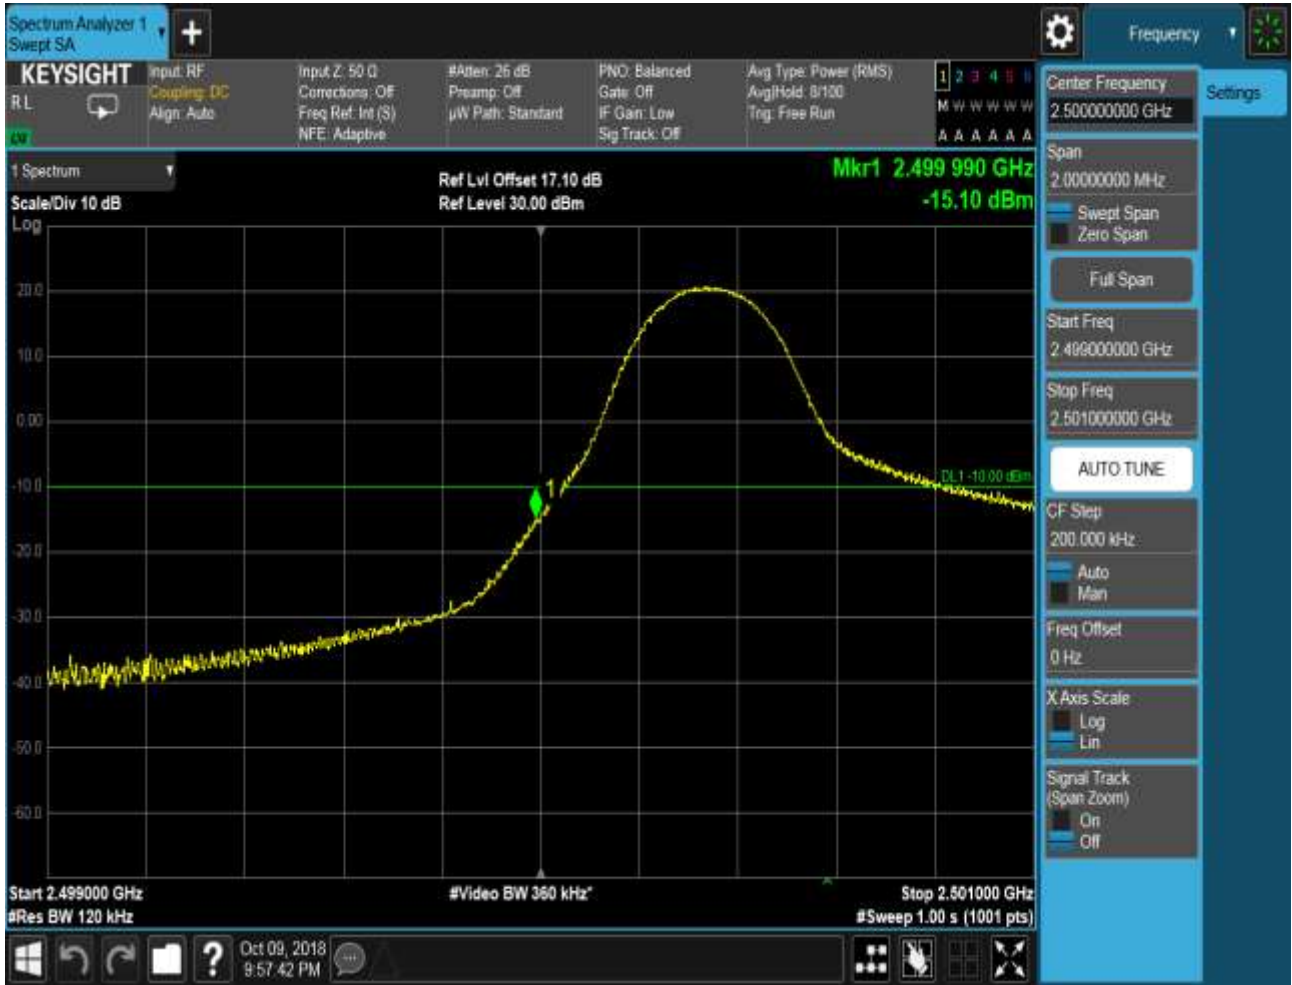 Spectrum Analyzer 1
Swept SA
+
Frequency
KEYSIGHT
R L
Input: RF
Coupling: DC
Align: Auto
Input Z: 50 Ω
Corrections: Off
Freq Ref: Int (S)
NFE: Adaptive
#Atten: 26 dB
Preamp: Off
µW Path: Standard
PNO: Balanced
Gate: Off
IF Gain: Low
Sig Track: Off
Avg Type: Power (RMS)
Avg|Hold: 8/100
Trig: Free Run
1 2 3 4 5 6
M W W W W W
A A A A A A
1 Spectrum
Scale/Div 10 dB
Log
Ref Lvl Offset 17.10 dB
Ref Level 30.00 dBm
Mkr1 2.499 990 GHz
-15.10 dBm
20.0
10.0
0.00
-10.0
-20.0
-30.0
-40.0
-50.0
-60.0
1
DL1 -10.00 dBm
Start 2.499000 GHz
#Res BW 120 kHz
#Video BW 360 kHz*
Stop 2.501000 GHz
#Sweep 1.00 s (1001 pts)
Center Frequency
2.500000000 GHz
Settings
Span
2.00000000 MHz
Swept Span
Zero Span
Full Span
Start Freq
2.499000000 GHz
Stop Freq
2.501000000 GHz
AUTO TUNE
CF Step
200.000 kHz
Auto
Man
Freq Offset
0 Hz
X Axis Scale
Log
Lin
Signal Track
(Span Zoom)
On
Off
?
Oct 09, 2018
9:57:42 PM